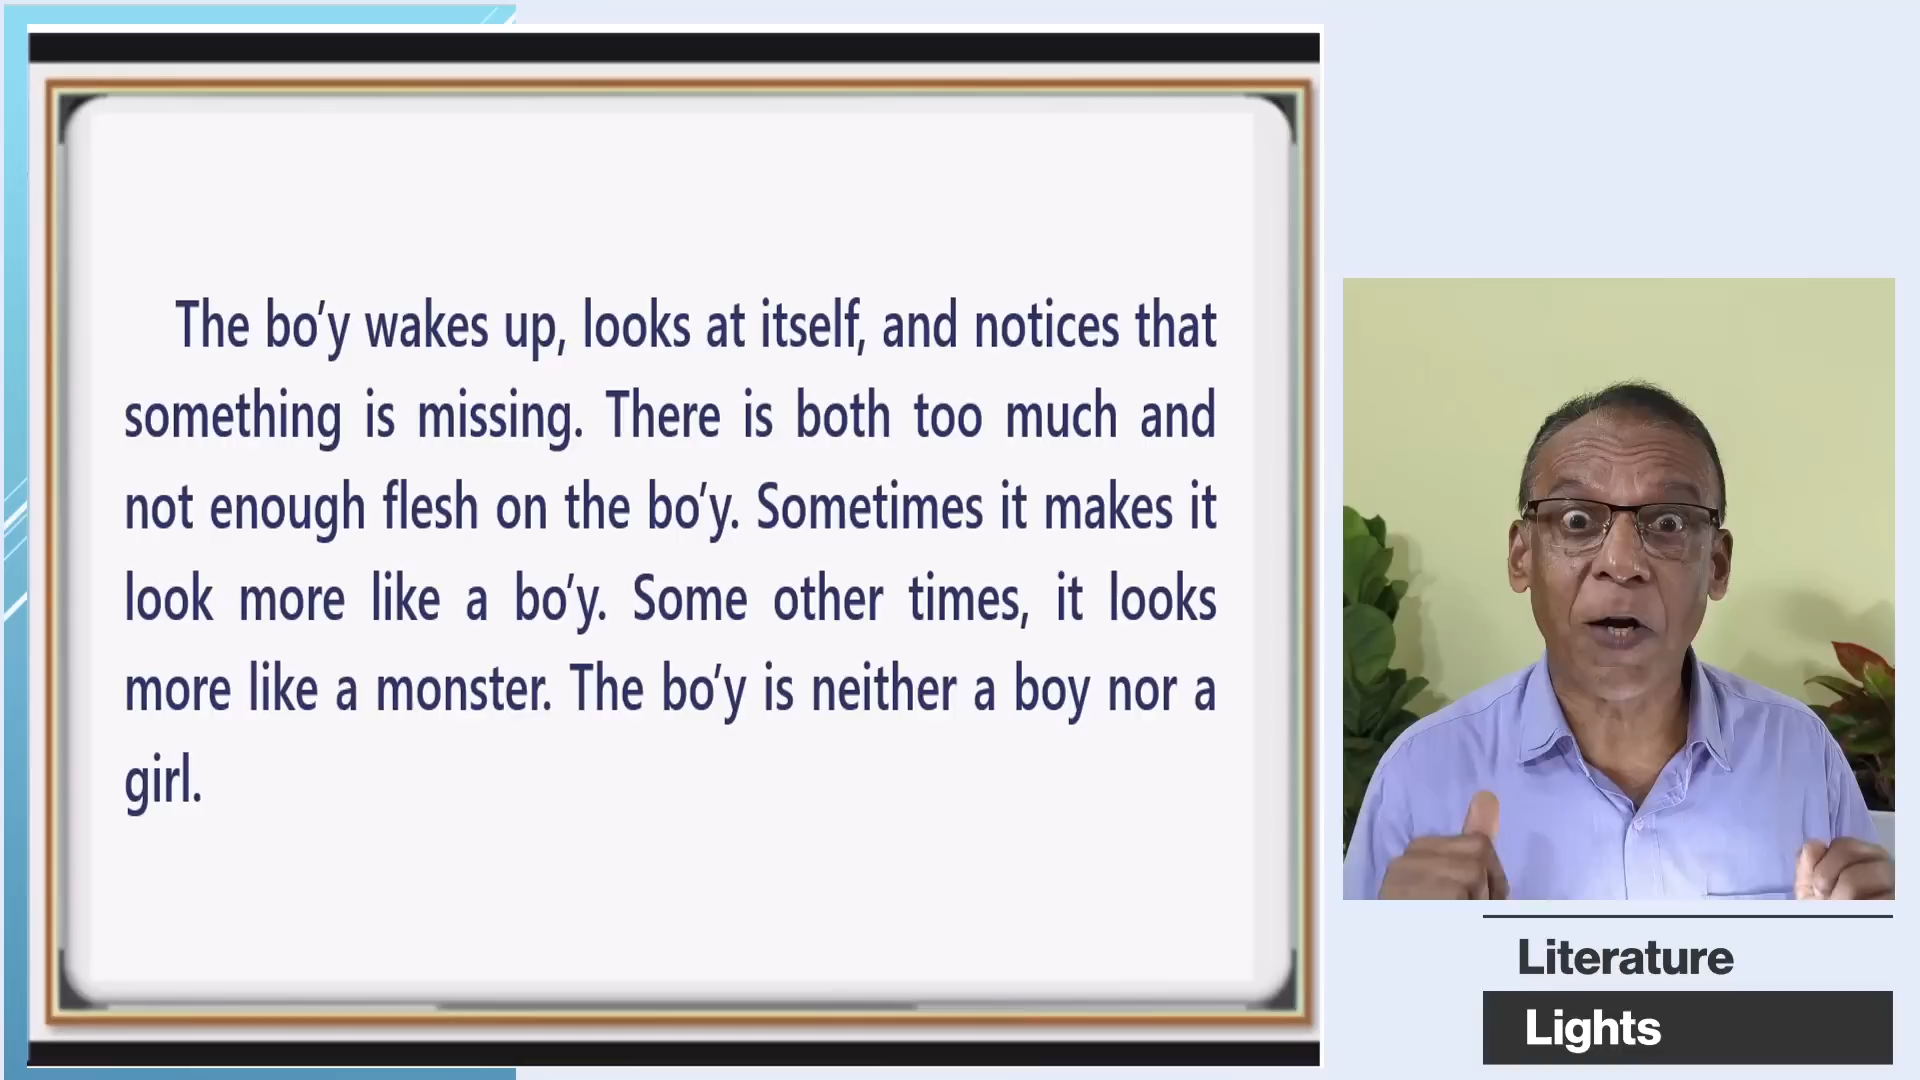 The bo’y wakes up, looks at itself, and notices that
something is missing. There is both too much and
not enough flesh on the bo’y. Sometimes it makes it
look more like a bo’y. Some other times, it looks
more like a monster. The bo’y is neither a boy nor a
girl.
Literature
Lights